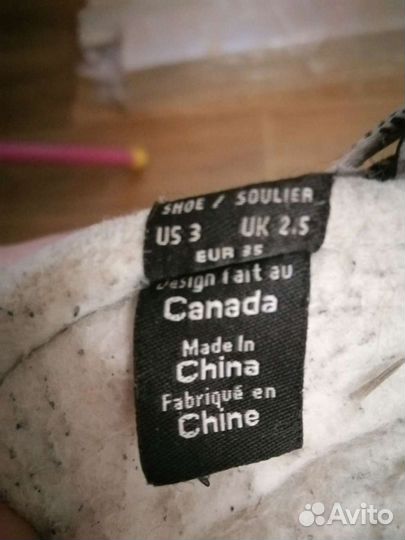 SHOE / SOULIER
US 3 UK 2.5
EUR 35
Design fait au
Canada
Made In
China
Fabriqué en
Chine
Avito